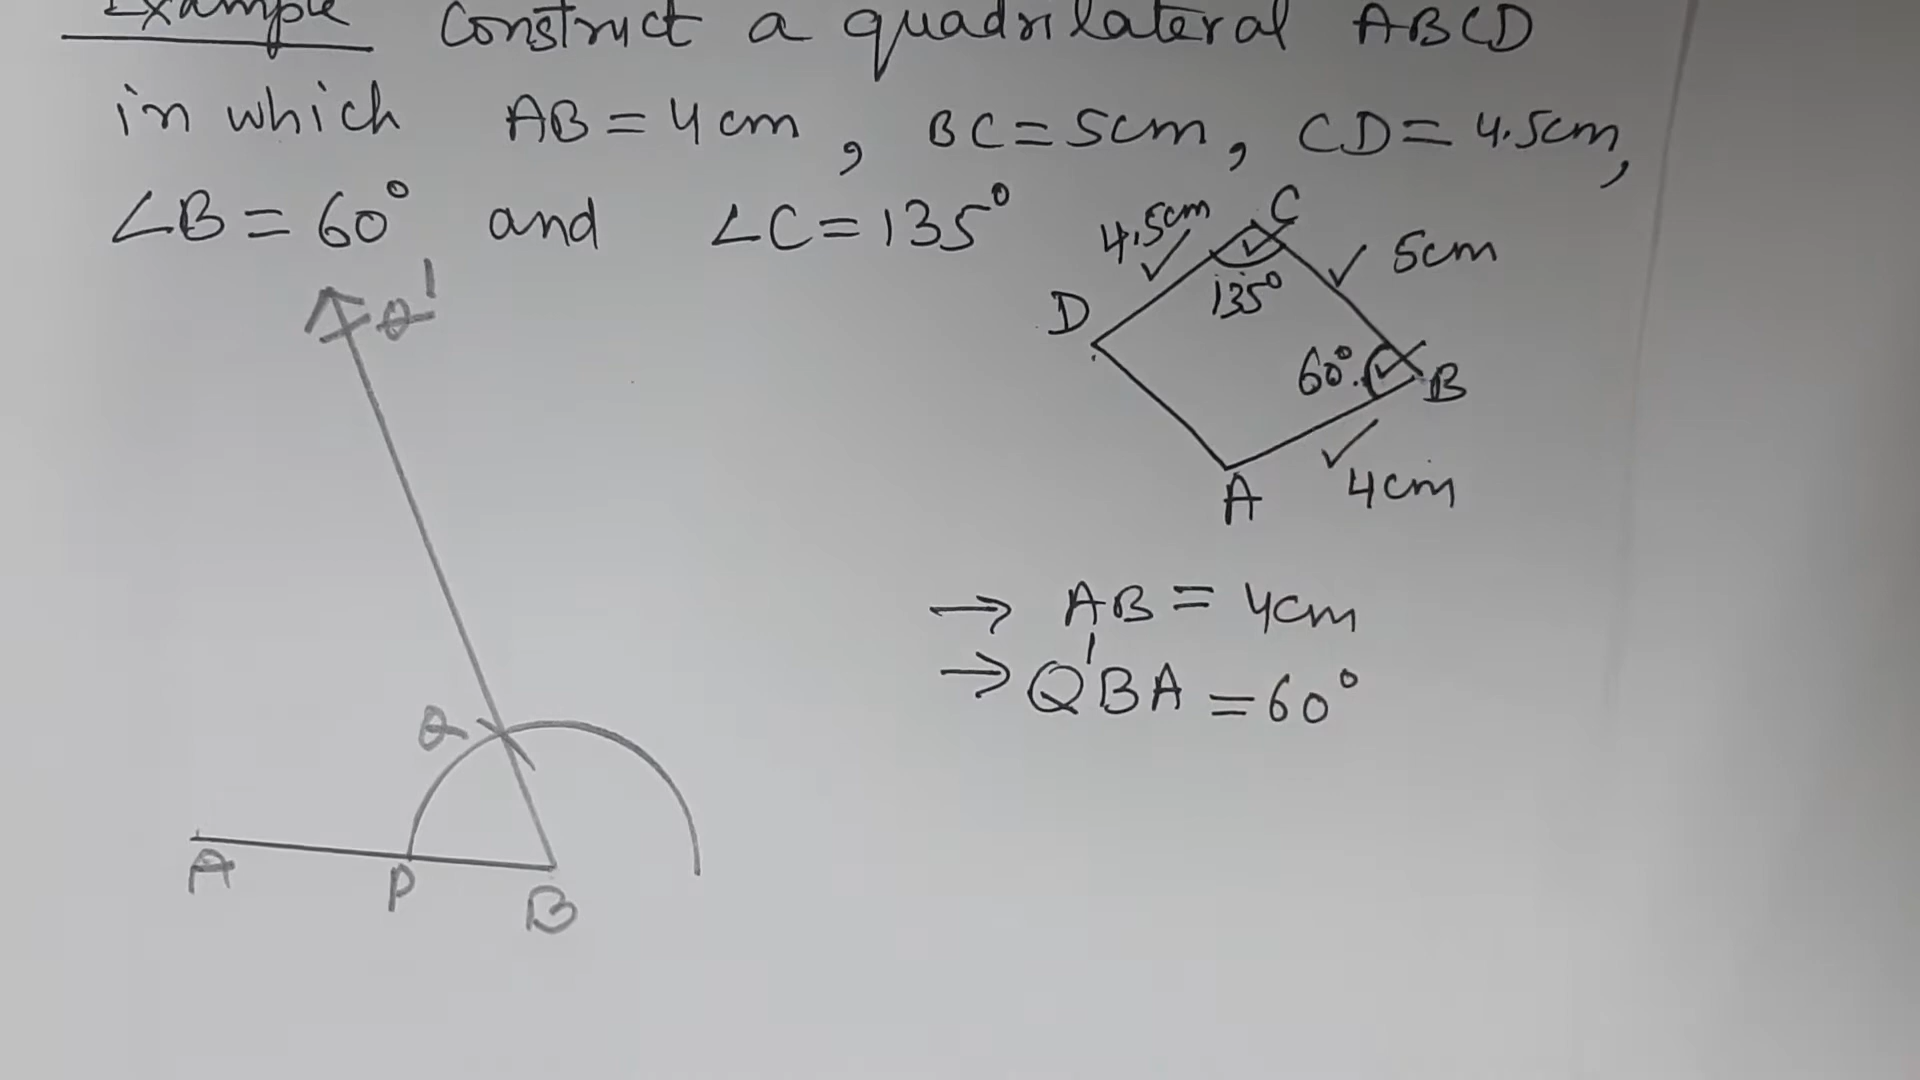 Example Construct a quadrilateral ABCD
in which AB = 4 cm, BC = 5cm, CD = 4.5cm,
∠B = 60° and ∠C = 135°
4.5cm
C
5cm
D
135°
60°
B
A
4cm
Q'
→ AB = 4cm
→ Q'BA = 60°
Q
A
P
B